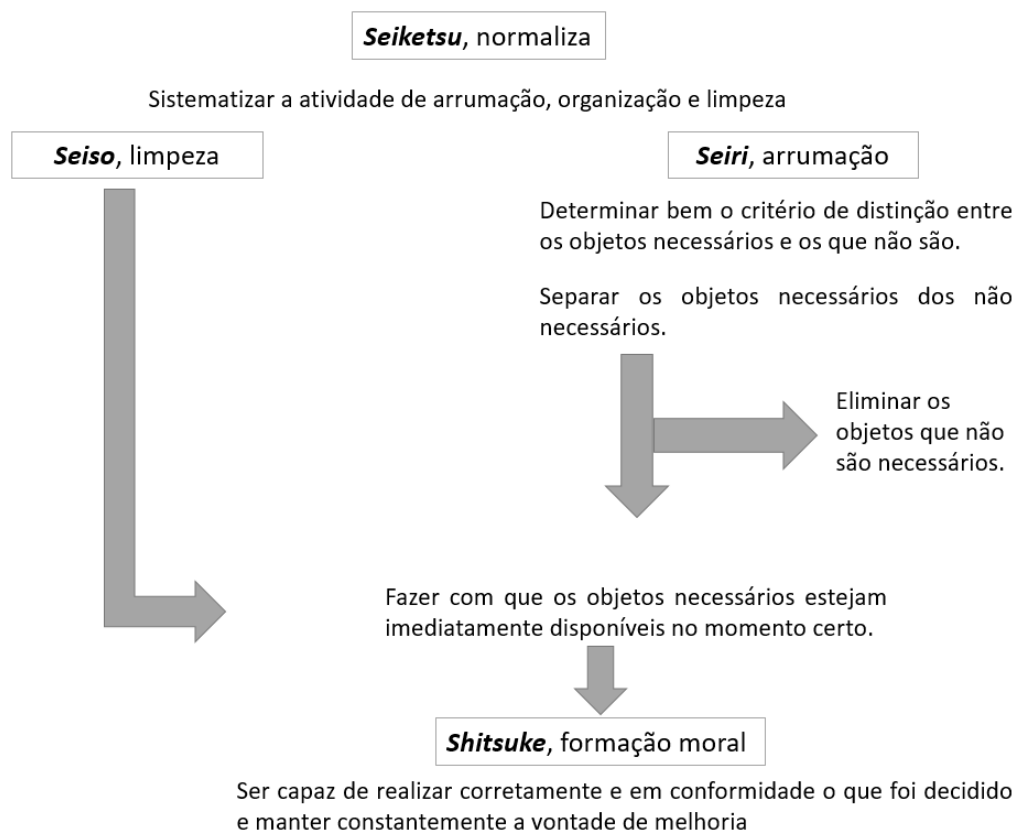 Seiketsu, normaliza
Sistematizar a atividade de arrumação, organização e limpeza
Seiso, limpeza
Seiri, arrumação
Determinar bem o critério de distinção entre
os objetos necessários e os que não são.
Separar os objetos necessários dos não
necessários.
Eliminar os
objetos que não
são necessários.
Fazer com que os objetos necessários estejam
imediatamente disponíveis no momento certo.
Shitsuke, formação moral
Ser capaz de realizar corretamente e em conformidade o que foi decidido
e manter constantemente a vontade de melhoria